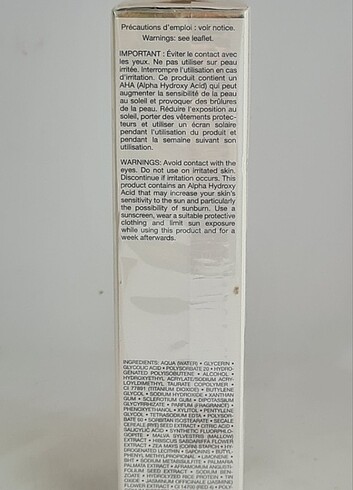 Précautions d'emploi : voir notice.
Warnings: see leaflet.
IMPORTANT : Éviter le contact avec
les yeux. Ne pas utiliser sur peau
irritée. Interrompre l'utilisation en cas
d'irritation. Ce produit contient un
AHA (Alpha Hydroxy Acid) qui peut
augmenter la sensibilité de la peau
au soleil et provoquer des brûlures
de la peau. Réduire l'exposition au
soleil, porter des vêtements protec-
teurs et utiliser un écran solaire
pendant l'utilisation du produit et
pendant la semaine suivant son
utilisation.
WARNINGS: Avoid contact with the
eyes. Do not use on irritated skin.
Discontinue if irritation occurs. This
product contains an Alpha Hydroxy
Acid that may increase your skin's
sensitivity to the sun and particularly
the possibility of sunburn. Use a
sunscreen, wear a suitable protective
clothing and limit sun exposure
while using this product and for a
week afterwards.
INGREDIENTS: AQUA (WATER) • GLYCERIN •
GLYCOLIC ACID • POLYSORBATE 20 • HYDRO-
GENATED POLYISOBUTENE • ALCOHOL •
HYDROXYETHYL ACRYLATE/SODIUM ACRY-
LOYLDIMETHYL TAURATE COPOLYMER •
CI 77891 (TITANIUM DIOXIDE) • BUTYLENE
GLYCOL • SODIUM HYDROXIDE • XANTHAN
GUM • SCLEROTIUM GUM • DIPOTASSIUM
GLYCYRRHIZATE • PARFUM (FRAGRANCE) •
PHENOXYETHANOL • XYLITOL • PENTYLENE
GLYCOL • TETRASODIUM EDTA • POLYSOR-
BATE 60 • SORBITAN ISOSTEARATE • SECALE
CEREALE (RYE) SEED EXTRACT • CITRIC ACID •
SALICYLIC ACID • SYNTHETIC FLUORPHLO-
GOPITE • MALVA SYLVESTRIS (MALLOW)
EXTRACT • HIBISCUS SABDARIFFA FLOWER
EXTRACT • ZEA MAYS (CORN) STARCH • HY-
DROGENATED LECITHIN • SAPONINS • BUTYL-
PHENYL METHYLPROPIONAL • LIMONENE •
BHT • SODIUM METABISULFITE • PALMARIA
PALMATA EXTRACT • AFRAMOMUM ANGUSTI-
FOLIUM SEED EXTRACT • SODIUM BEN-
ZOATE • HYDROLYZED RICE PROTEIN •
OXIDE • JASMINUM OFFICINALE (JASMINE)
FLOWER EXTRACT • CI 14700 (RED 4) • POLY-